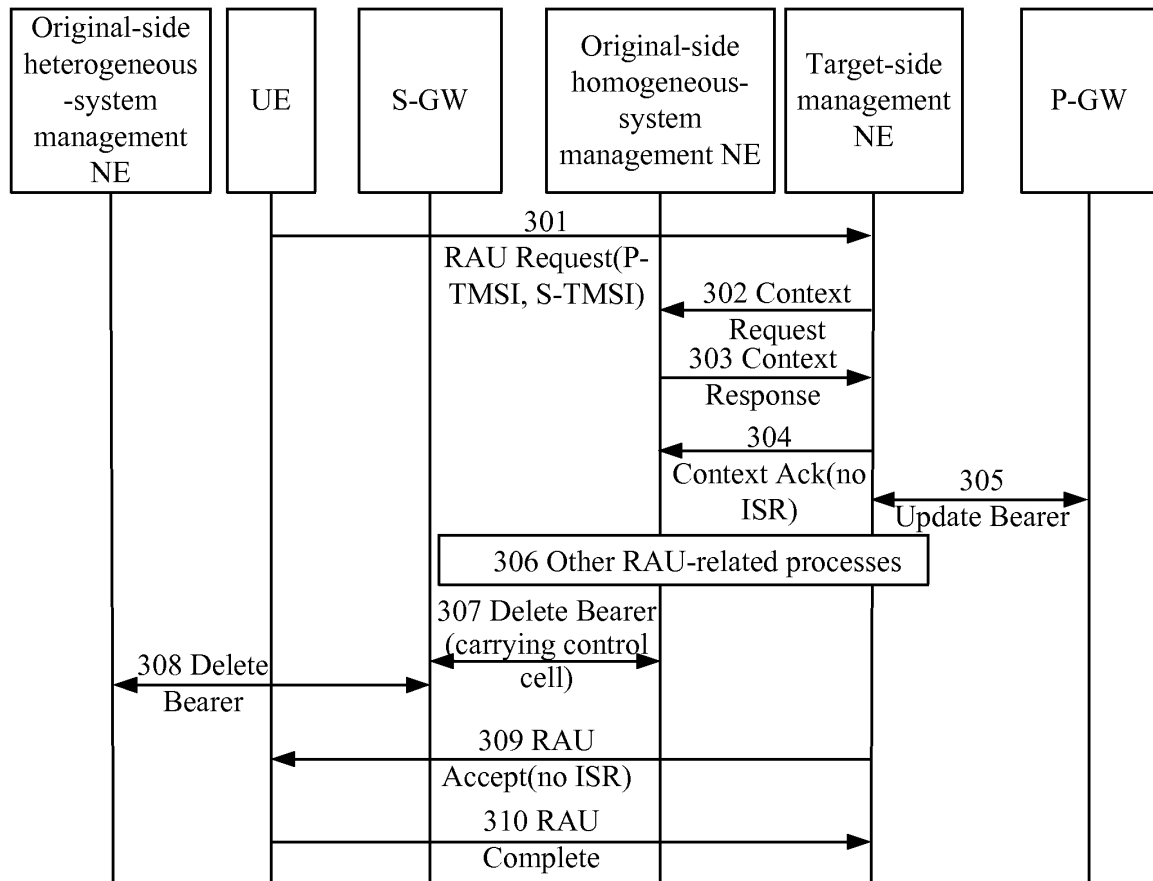 Original-side
heterogeneous
-system
management
NE
UE
S-GW
Original-side
homogeneous-
system
management NE
Target-side
management
NE
P-GW
301
RAU Request(P-
TMSI, S-TMSI)
302 Context
Request
303 Context
Response
304
Context Ack(no
ISR)
305
Update Bearer
306 Other RAU-related processes
307 Delete Bearer
(carrying control
cell)
308 Delete
Bearer
309 RAU
Accept(no ISR)
310 RAU
Complete